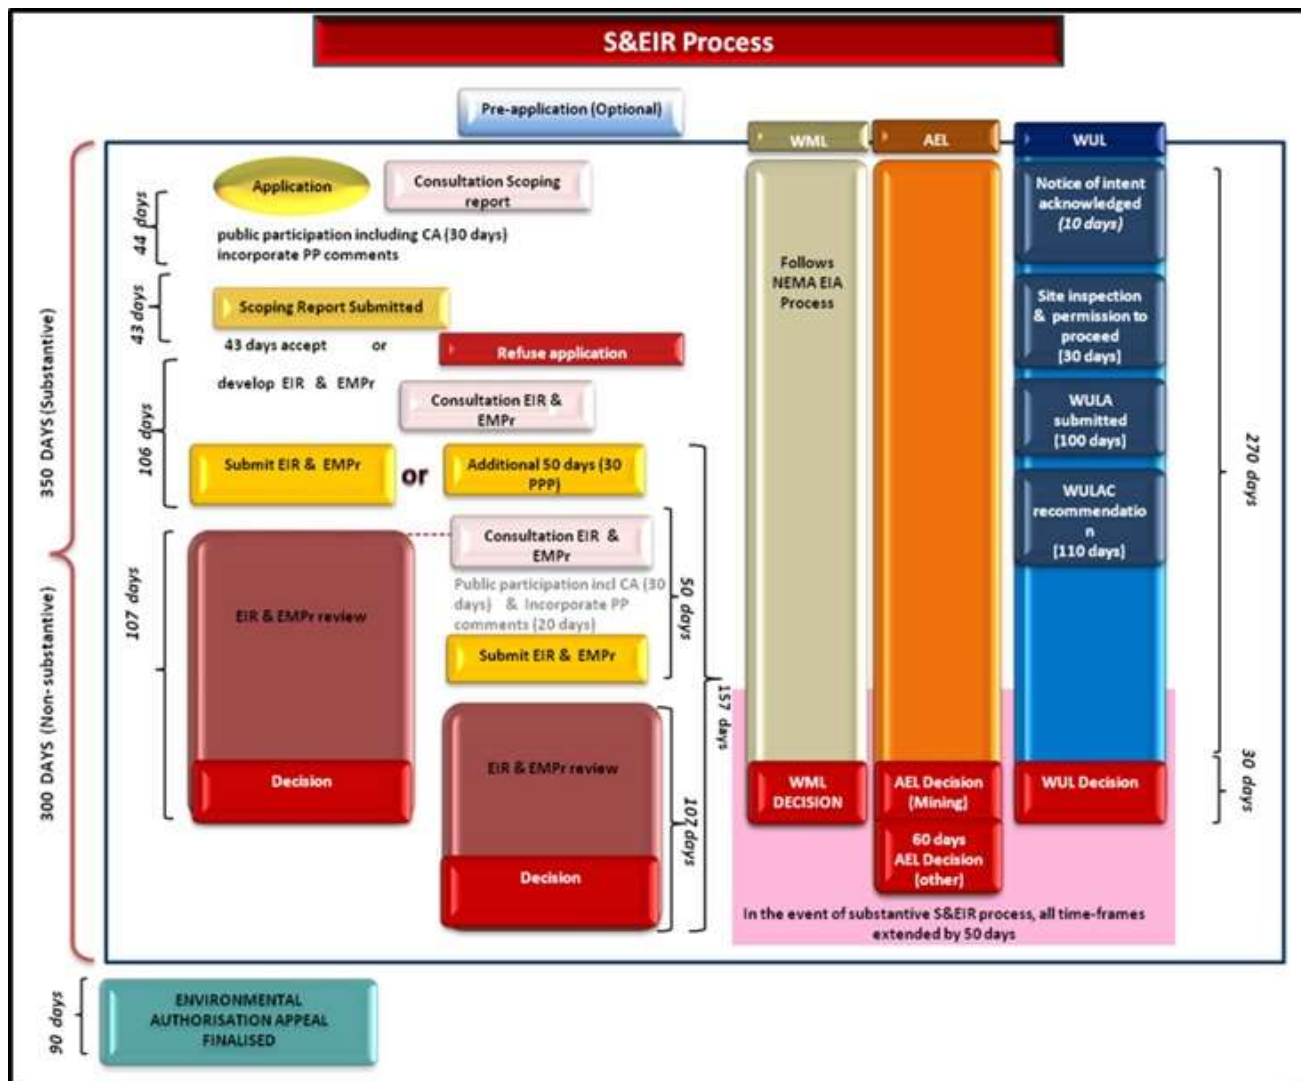 S&EIR Process
Pre-application (Optional)
WML
AEL
WUL
350 DAYS (Substantive)
300 DAYS (Non-substantive)
44 days
Application
Consultation Scoping
report
public participation including CA (30 days)
incorporate PP comments
43 days
Scoping Report Submitted
43 days accept or
Refuse application
106 days
develop EIR & EMPr
Consultation EIR &
EMPr
Submit EIR & EMPr
or
Additional 50 days (30
PPP)
107 days
EIR & EMPr review
Decision
Consultation EIR &
EMPr
Public participation incl CA (30
days) & Incorporate PP
comments (20 days)
Submit EIR & EMPr
50 days
EIR & EMPr review
Decision
107 days
157 days
Follows
NEMA EIA
Process
WML
DECISION
AEL Decision
(Mining)
60 days
AEL Decision
(other)
Notice of intent
acknowledged
(10 days)
Site inspection
& permission to
proceed
[30 days]
WULA
submitted
(100 days)
WULAC
recommendatio
n
(110 days)
WUL Decision
270 days
30 days
In the event of substantive S&EIR process, all time-frames
extended by 50 days
90 days
ENVIRONMENTAL
AUTHORISATION APPEAL
FINALISED